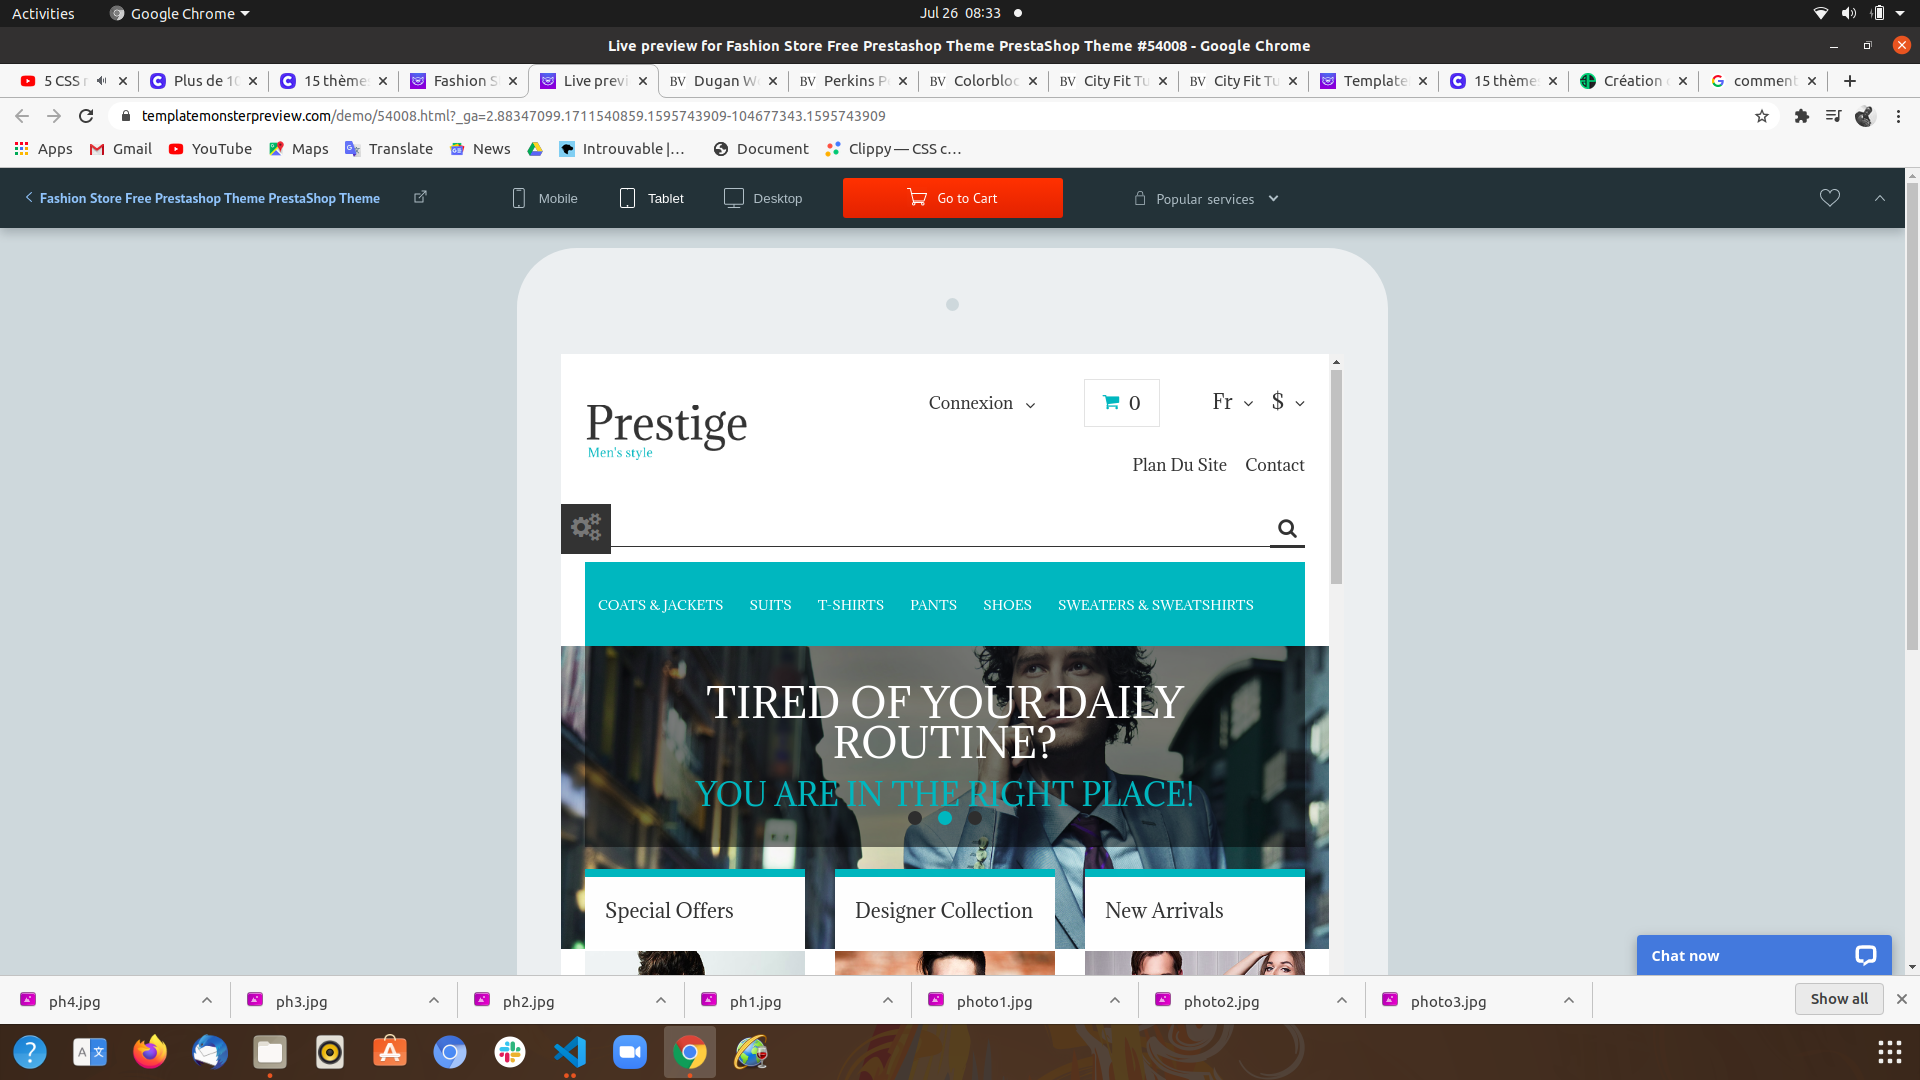 Activities
Google Chrome
Jul 26 08:33
Live preview for Fashion Store Free Prestashop Theme PrestaShop Theme #54008 - Google Chrome
5 CSS
Plus de 10
15 thème
Fashion S
Live previ
Dugan W
Perkins P
Colorbloc
City Fit Tu
City Fit Tu
Template
15 thème
Création
comment
templatemonsterpreview.com/demo/54008.html?_ga=2.88347099.1711540859.1595743909-104677343.1595743909
Apps
Gmail
YouTube
Maps
Translate
News
Introuvable |...
Document
Clippy — CSS c...
Fashion Store Free Prestashop Theme PrestaShop Theme
Mobile
Tablet
Desktop
Go to Cart
Popular services
Prestige
Men's style
Connexion
0
Fr
$
Plan Du Site
Contact
COATS & JACKETS
SUITS
T-SHIRTS
PANTS
SHOES
SWEATERS & SWEATSHIRTS
TIRED OF YOUR DAILY
ROUTINE?
YOU ARE IN THE RIGHT PLACE!
Special Offers
Designer Collection
New Arrivals
Chat now
ph4.jpg
ph3.jpg
ph2.jpg
ph1.jpg
photo1.jpg
photo2.jpg
photo3.jpg
Show all